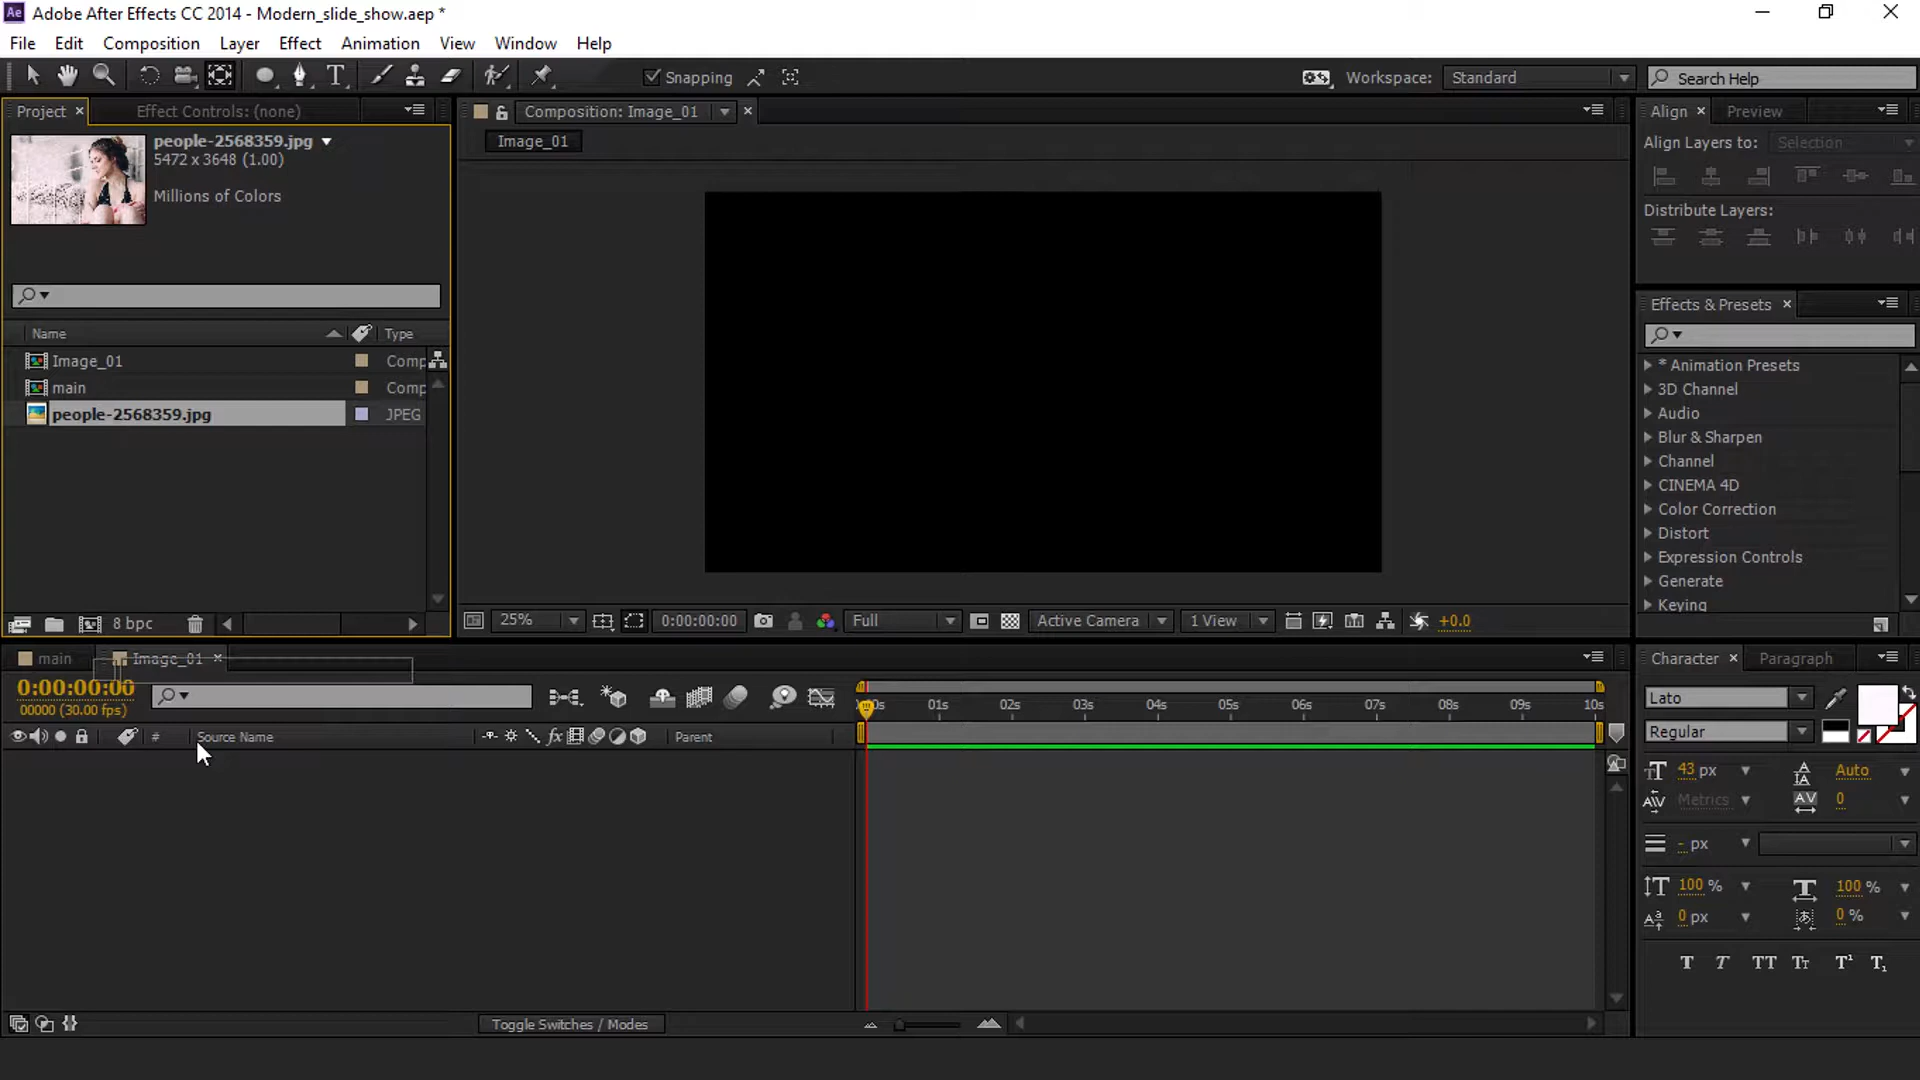 Ae Adobe After Effects CC 2014 - Modern_slide_show.aep *
File Edit Composition Layer Effect Animation View Window Help
T Snapping Workspace: Standard Search Help
Project × Effect Controls: (none) Composition: Image_01 × Align × Preview
people-2568359.jpg
5472 x 3648 (1.00)
Millions of Colors
Image_01
Align Layers to: Selection
Distribute Layers:
Effects & Presets ×
Name Type
Image_01 Comp
main Comp
people-2568359.jpg JPEG
* Animation Presets
3D Channel
Audio
Blur & Sharpen
Channel
CINEMA 4D
Color Correction
Distort
Expression Controls
Generate
Keying
8 bpc
25% 0:00:00:00 Full Active Camera 1 View +0.0
main Image_01 ×
0:00:00:00
00000 (30.00 fps)
01s 02s 03s 04s 05s 06s 07s 08s 09s 10s
# Source Name fx Parent
Character × Paragraph
Lato
Regular
43 px Auto
Metrics 0
- px
100 % 100 %
0 px 0 %
T T TT Tt T¹ T₁
Toggle Switches / Modes